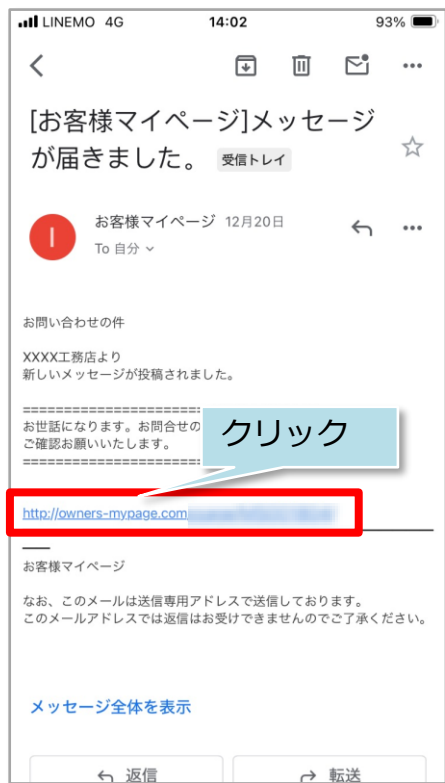 LINEMO 4G 14:02 93%
[お客様マイページ]メッセージ
が届きました。 受信トレイ
I
お客様マイページ 12月20日
To 自分
お問い合わせの件
XXXX工務店より
新しいメッセージが投稿されました。
========================
お世話になります。お問合せの
ご確認お願いいたします。
========================
クリック
http://owners-mypage.com
お客様マイページ
なお、このメールは送信専用アドレスで送信しております。
このメールアドレスでは返信はお受けできませんのでご了承ください。
メッセージ全体を表示
返信 転送